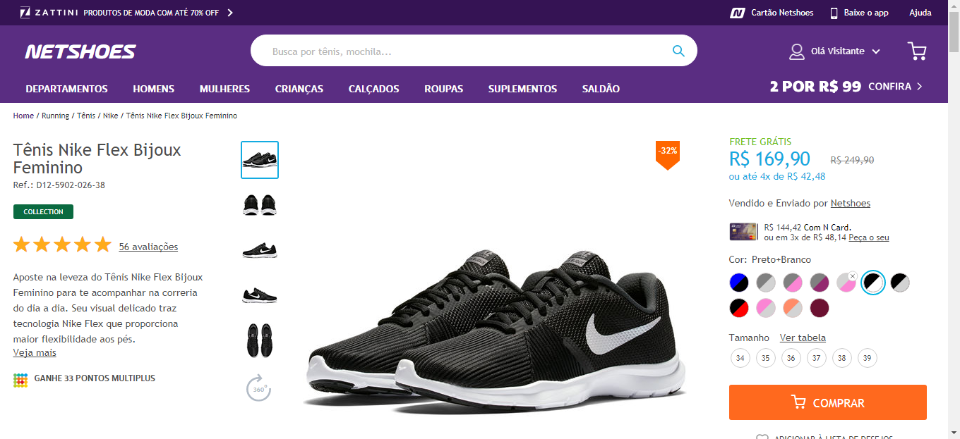 ZATTINI PRODUTOS DE MODA COM ATÉ 70% OFF
Cartão Netshoes Baixe o app Ajuda
NETSHOES
Busca por tênis, mochila...
Olá Visitante
DEPARTAMENTOS HOMENS MULHERES CRIANÇAS CALÇADOS ROUPAS SUPLEMENTOS SALDÃO
2 POR R$ 99 CONFIRA
Home / Running / Tênis / Nike / Tênis Nike Flex Bijoux Feminino
Tênis Nike Flex Bijoux
Feminino
Ref.: D12-5902-026-38
COLLECTION
56 avaliações
Aposte na leveza do Tênis Nike Flex Bijoux
Feminino para te acompanhar na correria
do dia a dia. Seu visual delicado traz
tecnologia Nike Flex que proporciona
maior flexibilidade aos pés.
Veja mais
GANHE 33 PONTOS MULTIPLUS
360°
-32%
FRETE GRÁTIS
R$ 169,90 R$ 249,90
ou até 4x de R$ 42,48
Vendido e Enviado por Netshoes
R$ 144,42 Com N Card.
ou em 3x de R$ 48,14 Peça o seu
Cor: Preto+Branco
Tamanho Ver tabela
34 35 36 37 38 39
COMPRAR
ADICIONAR À LISTA DE DESEJOS